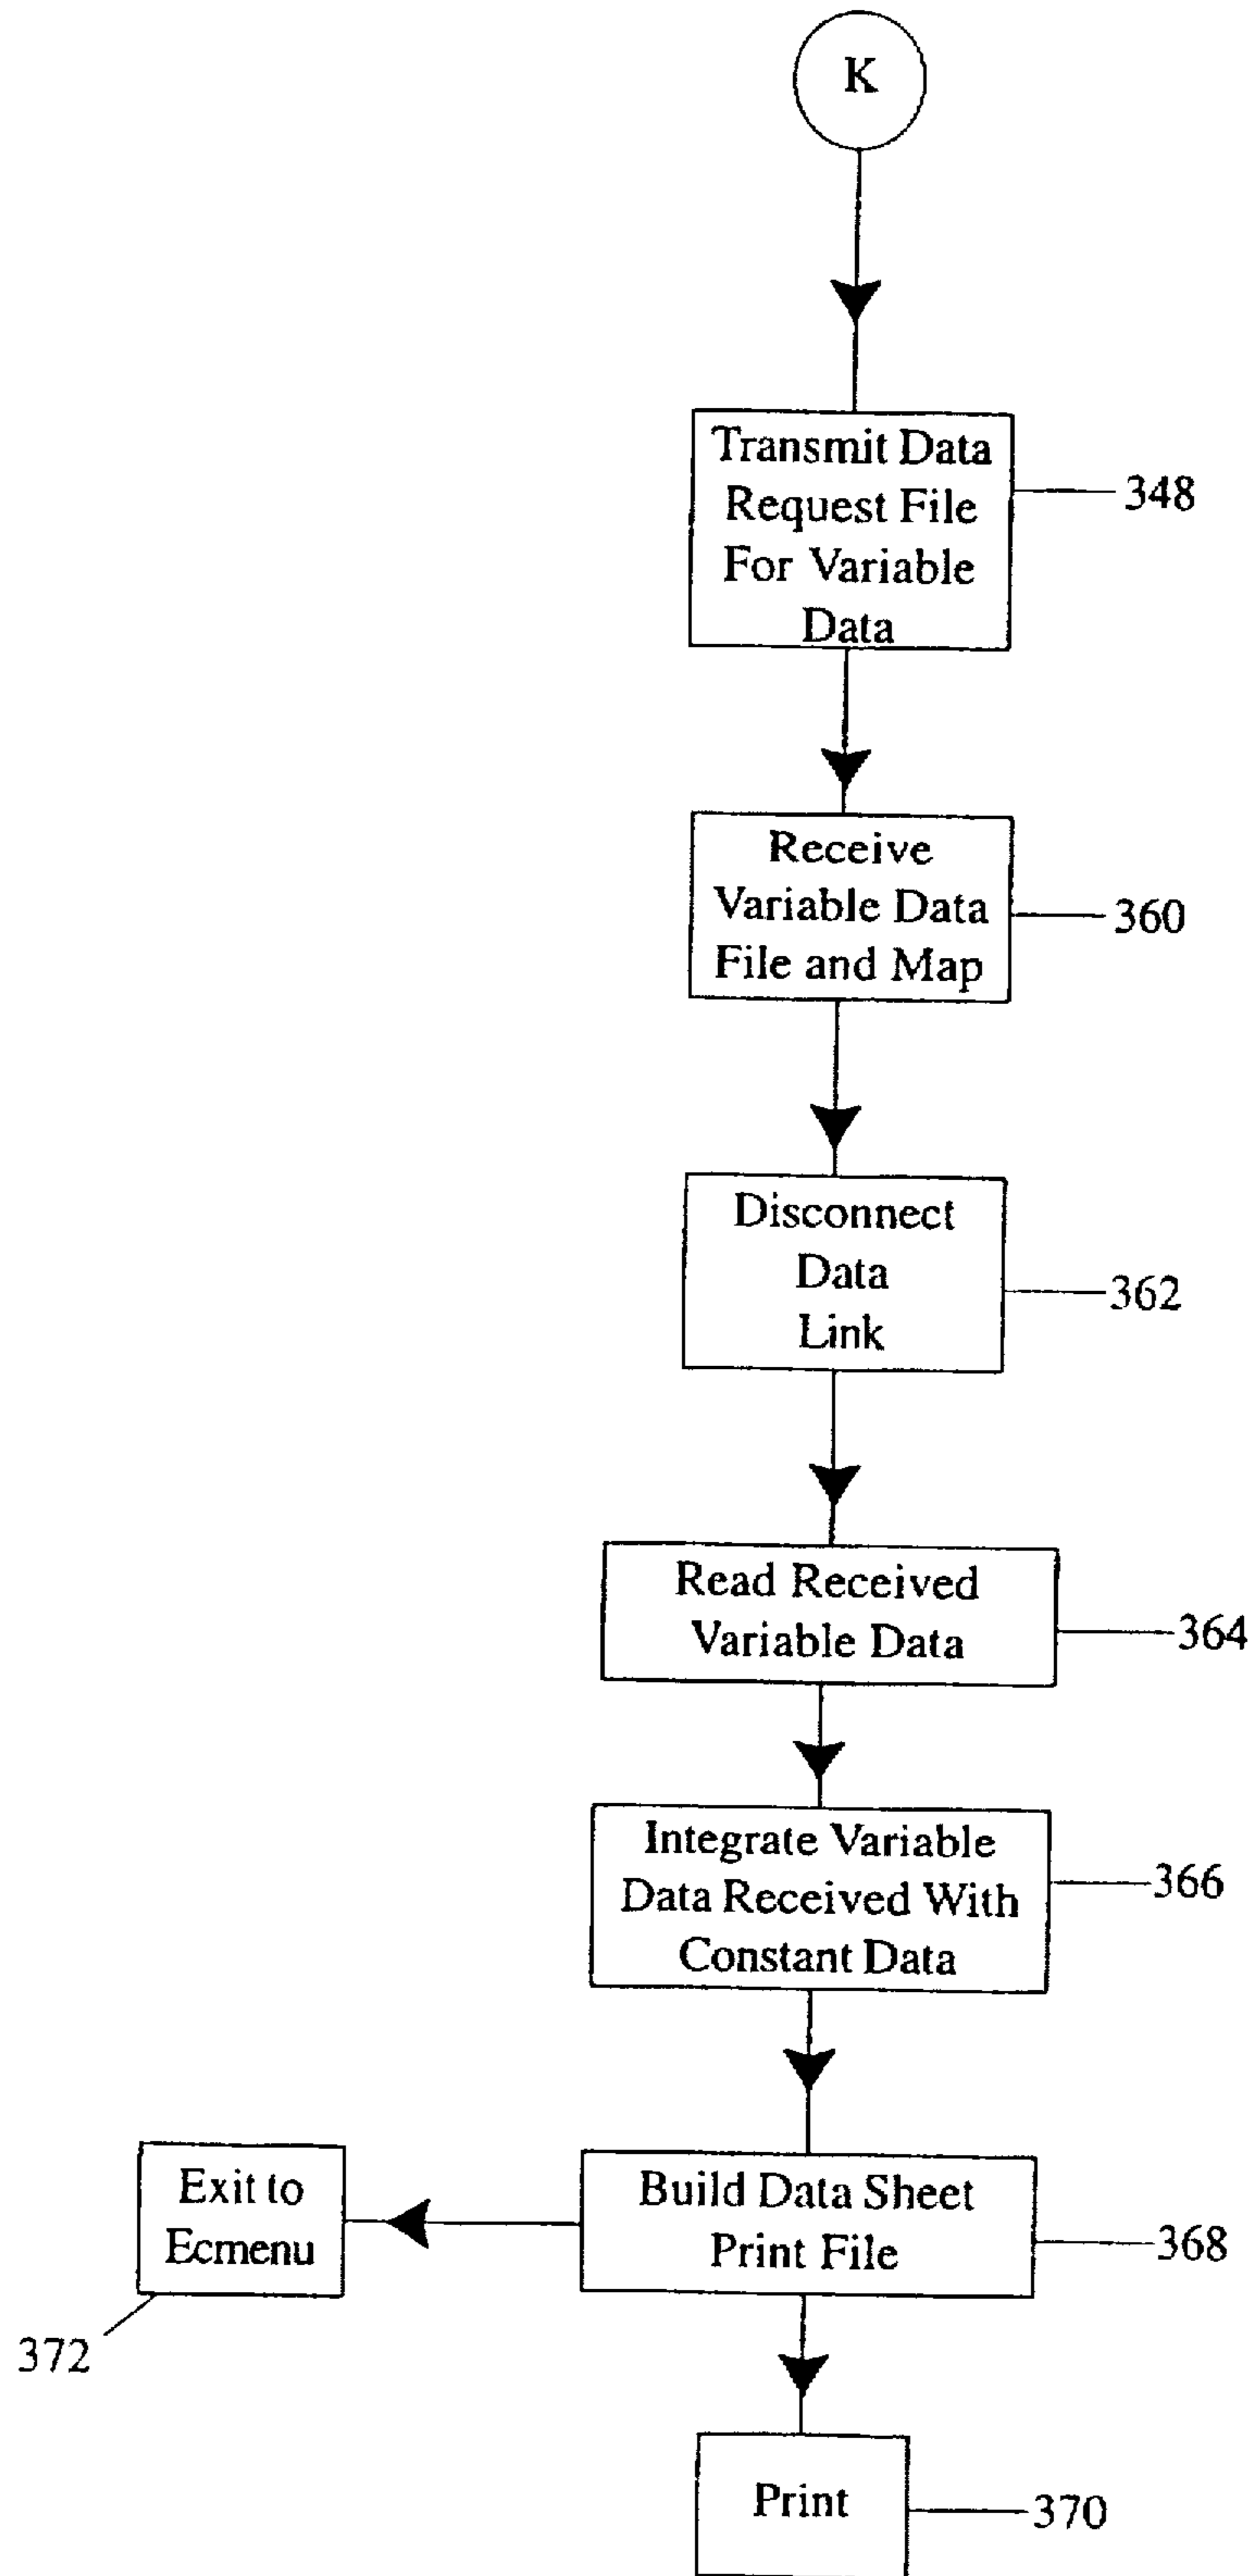 K
Transmit Data
Request File
For Variable
Data
348
Receive
Variable Data
File and Map
360
Disconnect
Data
Link
362
Read Received
Variable Data
364
Integrate Variable
Data Received With
Constant Data
366
Exit to
Ecmenu
372
Build Data Sheet
Print File
368
Print
370